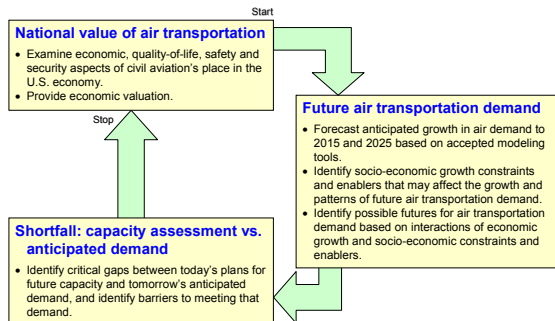 Start
National value of air transportation
• Examine economic, quality-of-life, safety and
security aspects of civil aviation's place in the
U.S. economy.
• Provide economic valuation.
Stop
Future air transportation demand
• Forecast anticipated growth in air demand to
2015 and 2025 based on accepted modeling
tools.
• Identify socio-economic growth constraints
and enablers that may affect the growth and
patterns of future air transportation demand.
• Identify possible futures for air transportation
demand based on interactions of economic
growth and socio-economic constraints and
enablers.
Shortfall: capacity assessment vs.
anticipated demand
• Identify critical gaps between today's plans for
future capacity and tomorrow's anticipated
demand, and identify barriers to meeting that
demand.